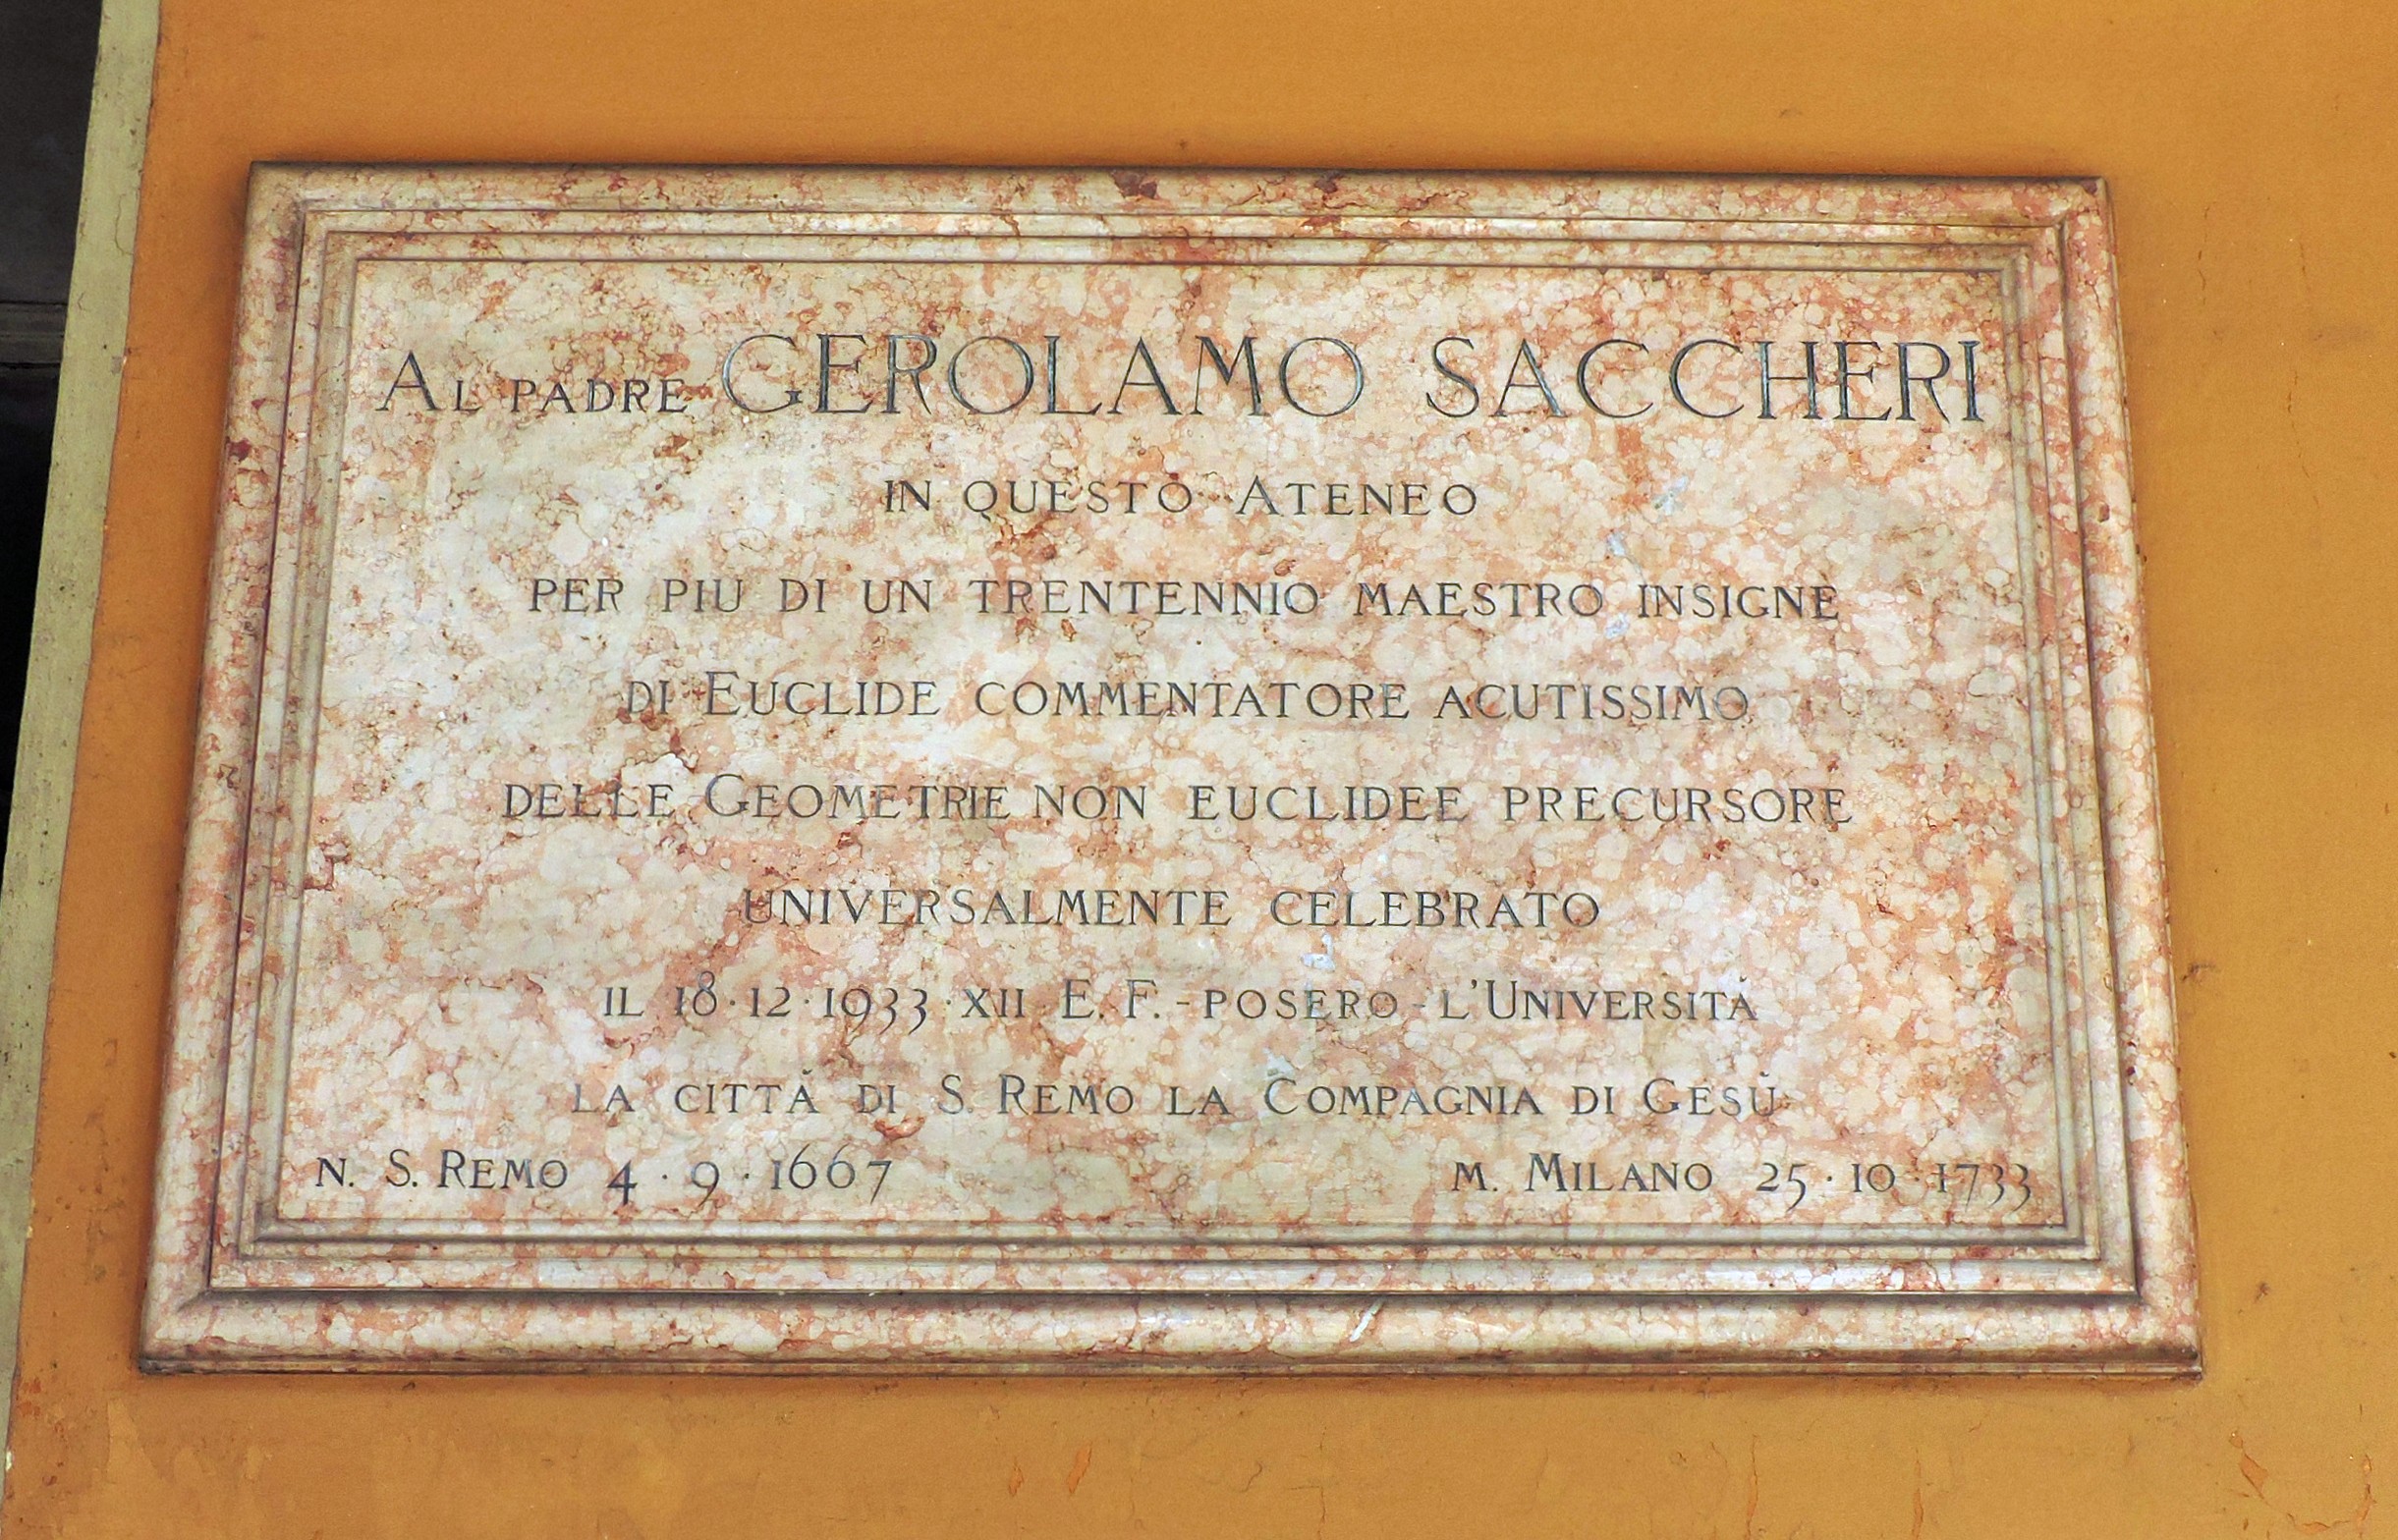 AL PADRE GEROLAMO SACCHERI
IN QUESTO ATENEO
PER PIU DI UN TRENTENNIO MAESTRO INSIGNE
DI EUCLIDE COMMENTATORE ACUTISSIMO
DELLE GEOMETRIE NON EUCLIDEE PRECURSORE
UNIVERSALMENTE CELEBRATO
IL 18·12·1933·XII E. F. - POSERO - L'UNIVERSITÀ
LA CITTÀ DI S. REMO LA COMPAGNIA DI GESÙ
N. S. REMO 4·9·1667 M. MILANO 25·10·1733